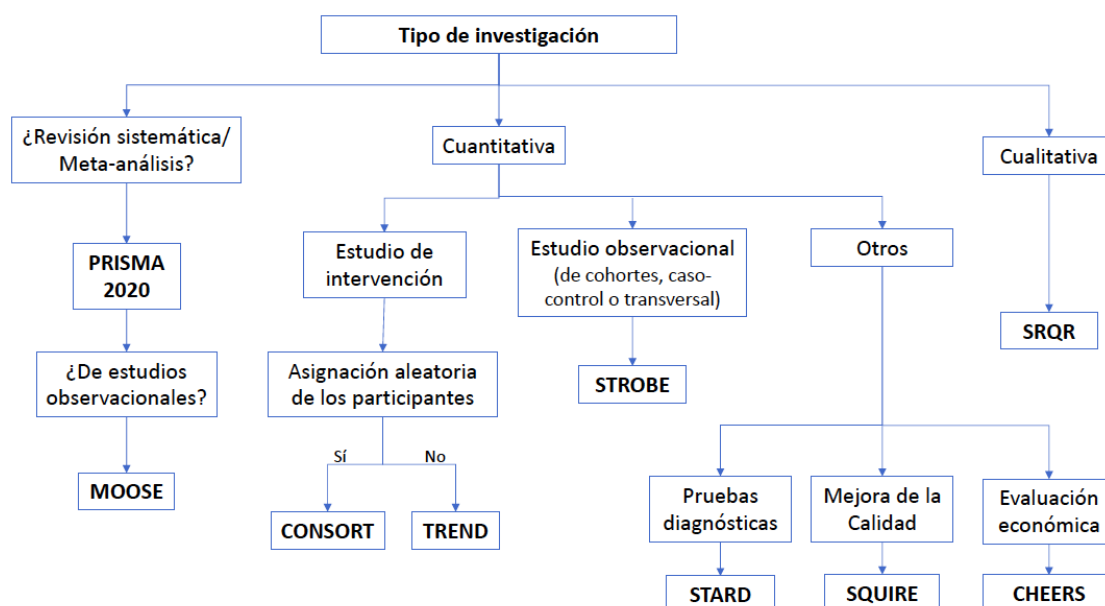 Tipo de investigación
¿Revisión sistemática/
Meta-análisis?
Cuantitativa
Cualitativa
PRISMA
2020
Estudio de
intervención
Estudio observacional
(de cohortes, caso-
control o transversal)
Otros
SRQR
¿De estudios
observacionales?
Asignación aleatoria
de los participantes
STROBE
Sí
No
MOOSE
CONSORT
TREND
Pruebas
diagnósticas
Mejora de la
Calidad
Evaluación
económica
STARD
SQUIRE
CHEERS